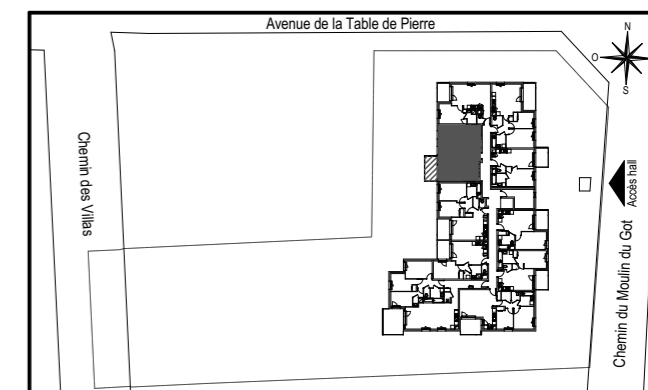 Avenue de la Table de Pierre
N
O
S
Chemin des Villas
Accès hall
Chemin du Moulin du Got